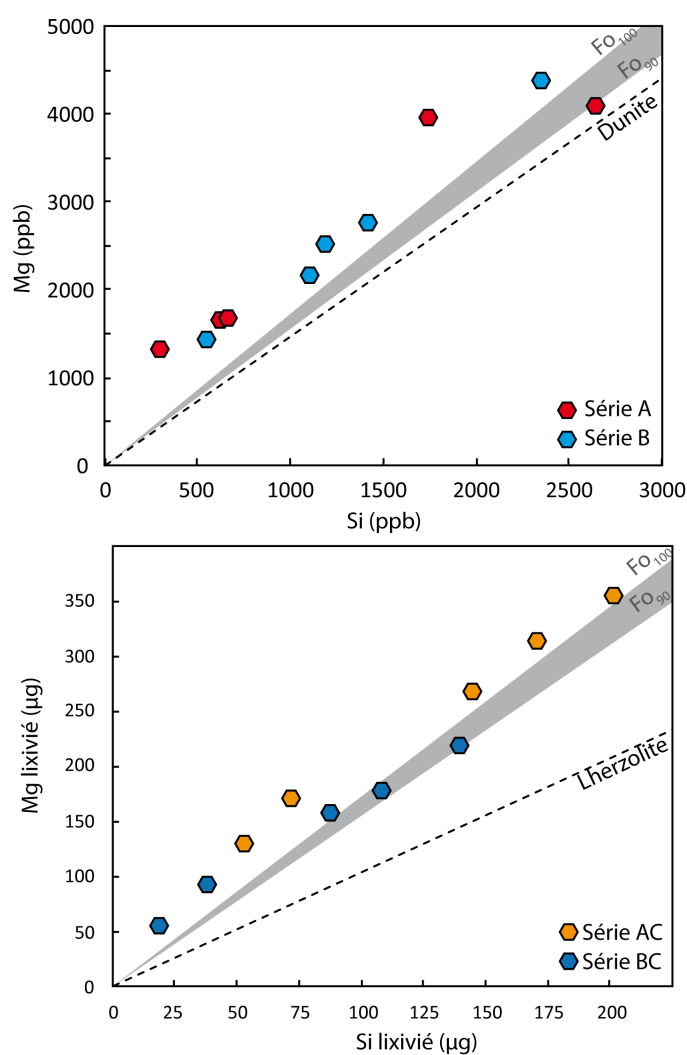 5000
4000
3000
2000
1000
0
Mg (ppb)
Fo100
Fo90
Dunite
Série A
Série B
0 500 1000 1500 2000 2500 3000
Si (ppb)
350
300
250
200
150
100
50
0
Mg lixivié (µg)
Fo100
Fo90
Lherzolite
Série AC
Série BC
0 25 50 75 100 125 150 175 200
Si lixivié (µg)